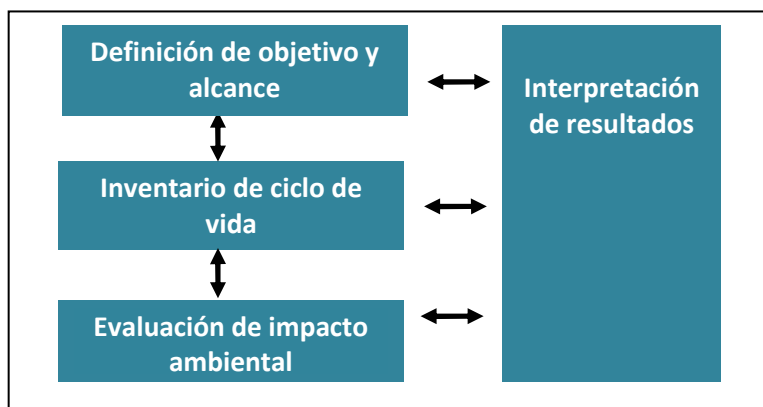 Definición de objetivo y
alcance
Interpretación
de resultados
Inventario de ciclo de
vida
Evaluación de impacto
ambiental